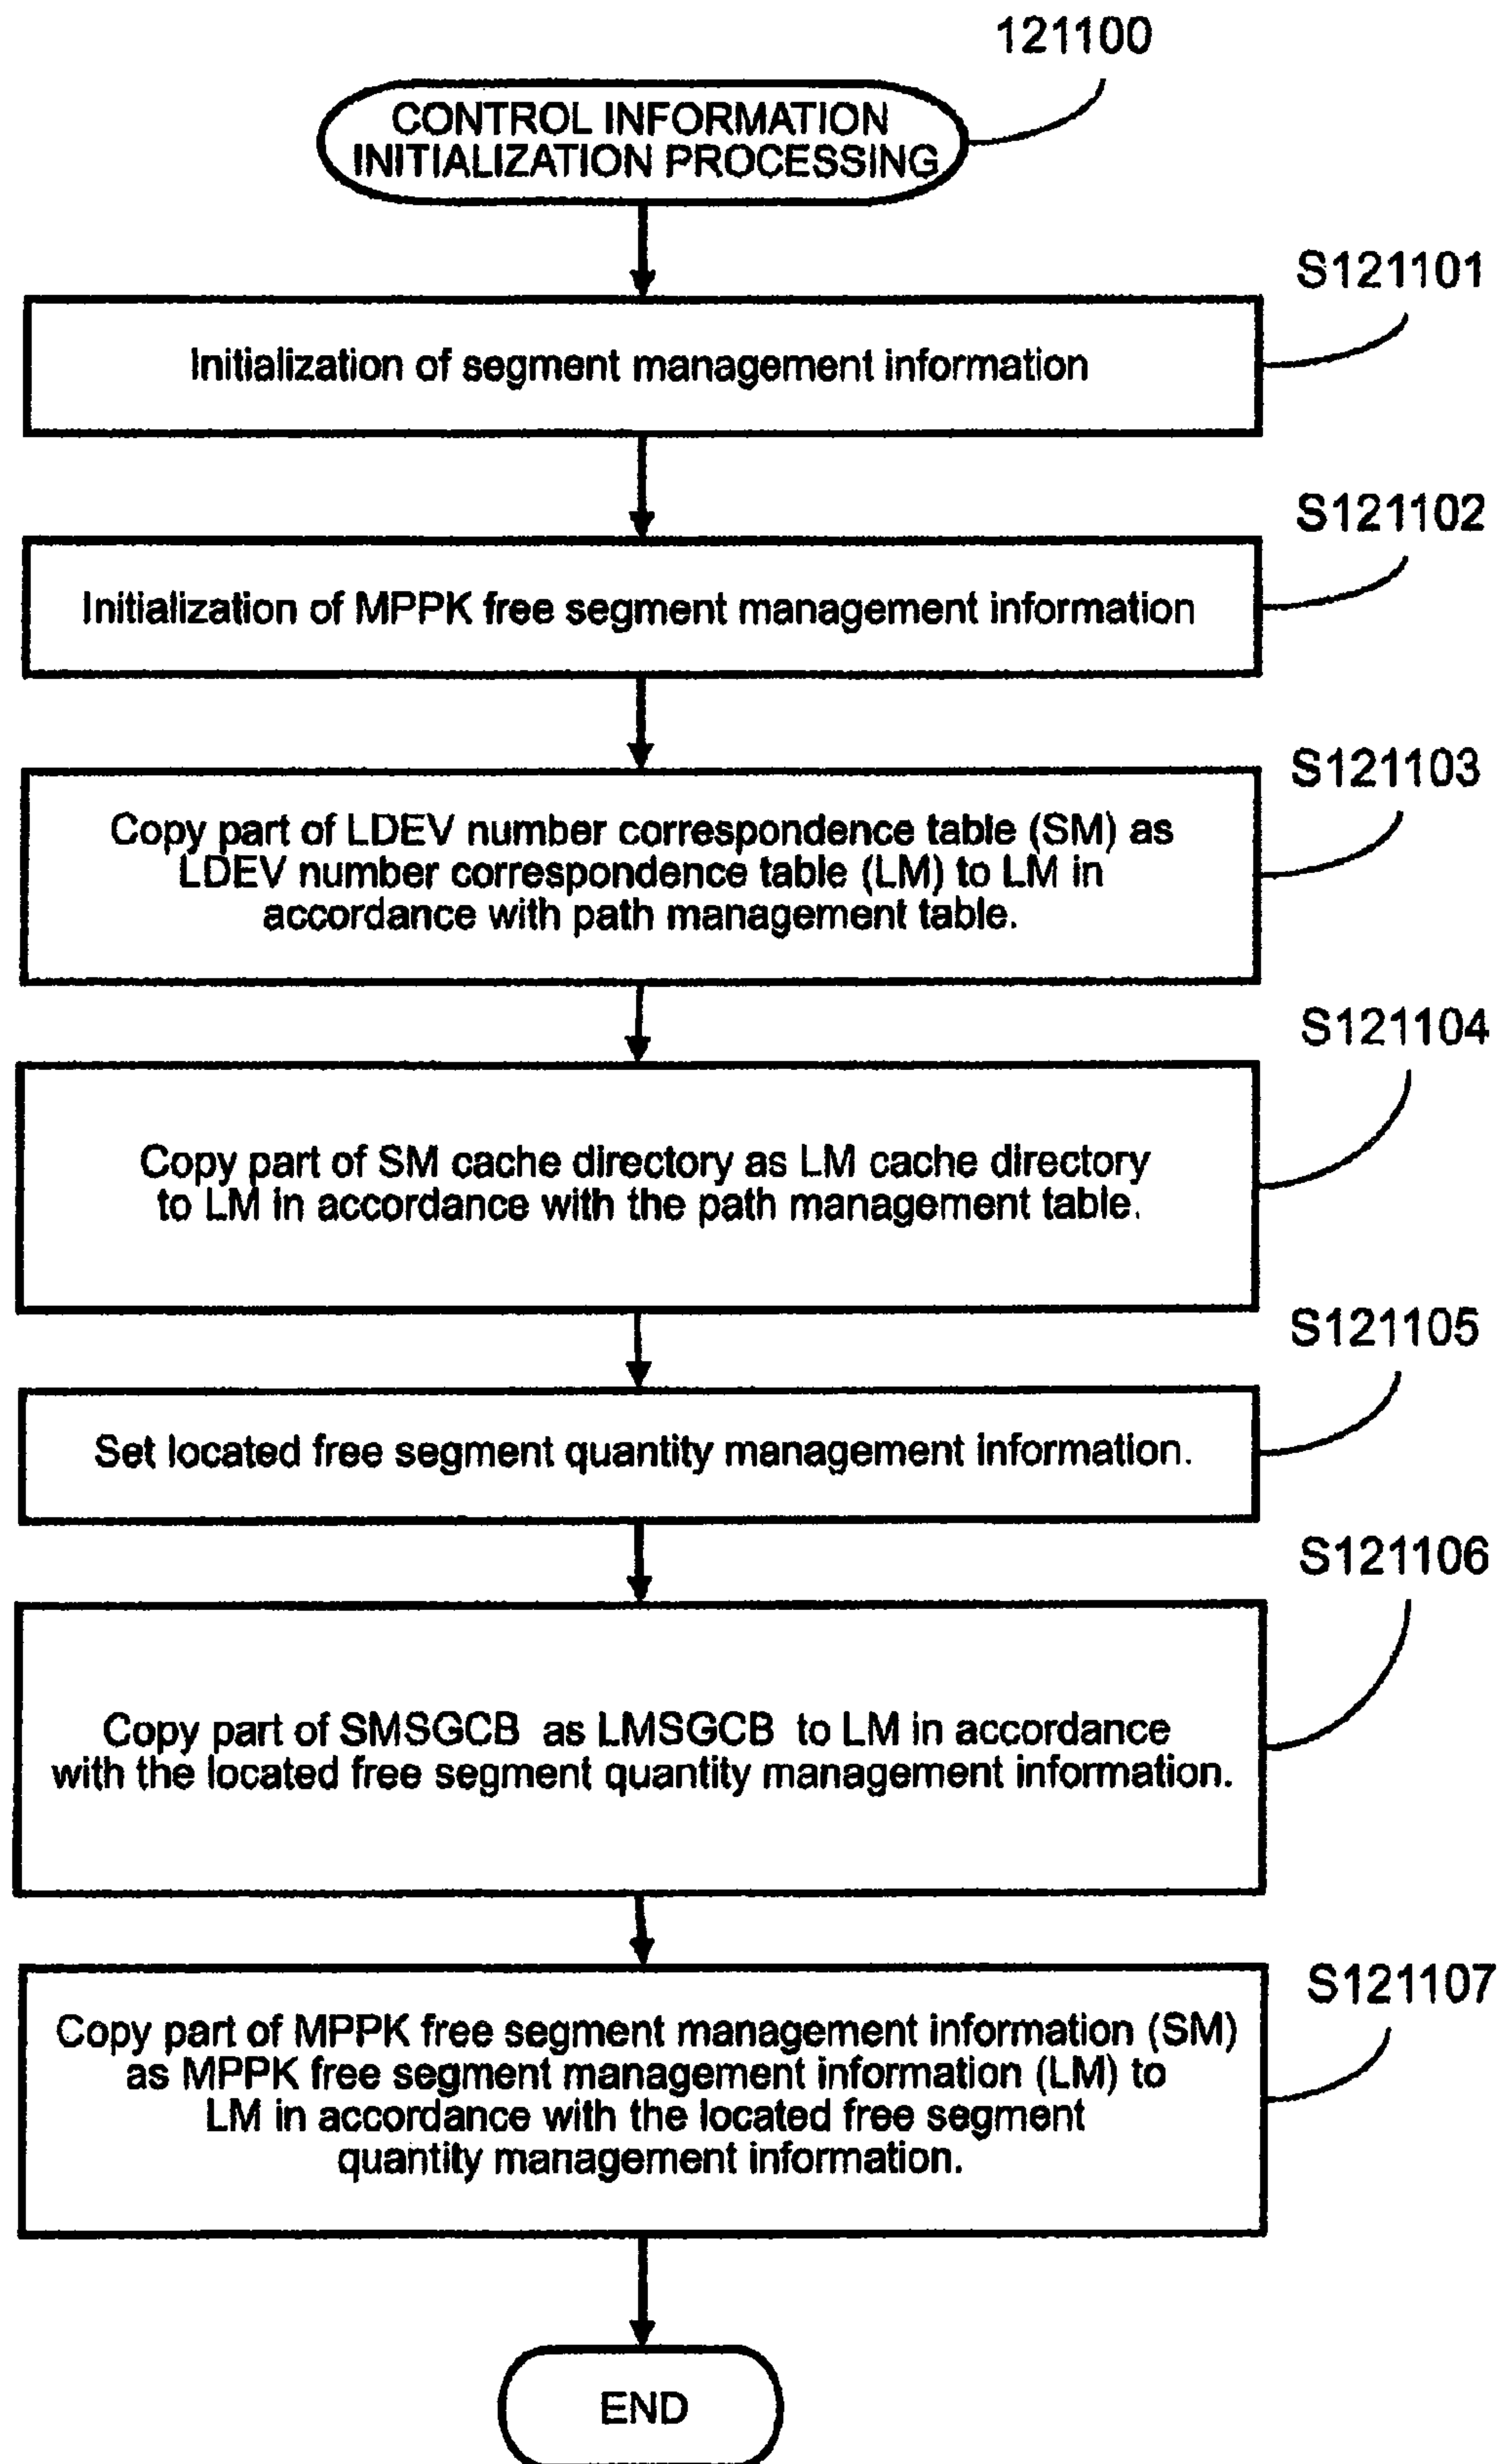 121100
CONTROL INFORMATION
INITIALIZATION PROCESSING
S121101
Initialization of segment management information
S121102
Initialization of MPPK free segment management information
S121103
Copy part of LDEV number correspondence table (SM) as
LDEV number correspondence table (LM) to LM in
accordance with path management table.
S121104
Copy part of SM cache directory as LM cache directory
to LM in accordance with the path management table.
S121105
Set located free segment quantity management information.
S121106
Copy part of SMSGCB as LMSGCB to LM in accordance
with the located free segment quantity management information.
S121107
Copy part of MPPK free segment management information (SM)
as MPPK free segment management information (LM) to
LM in accordance with the located free segment
quantity management information.
END